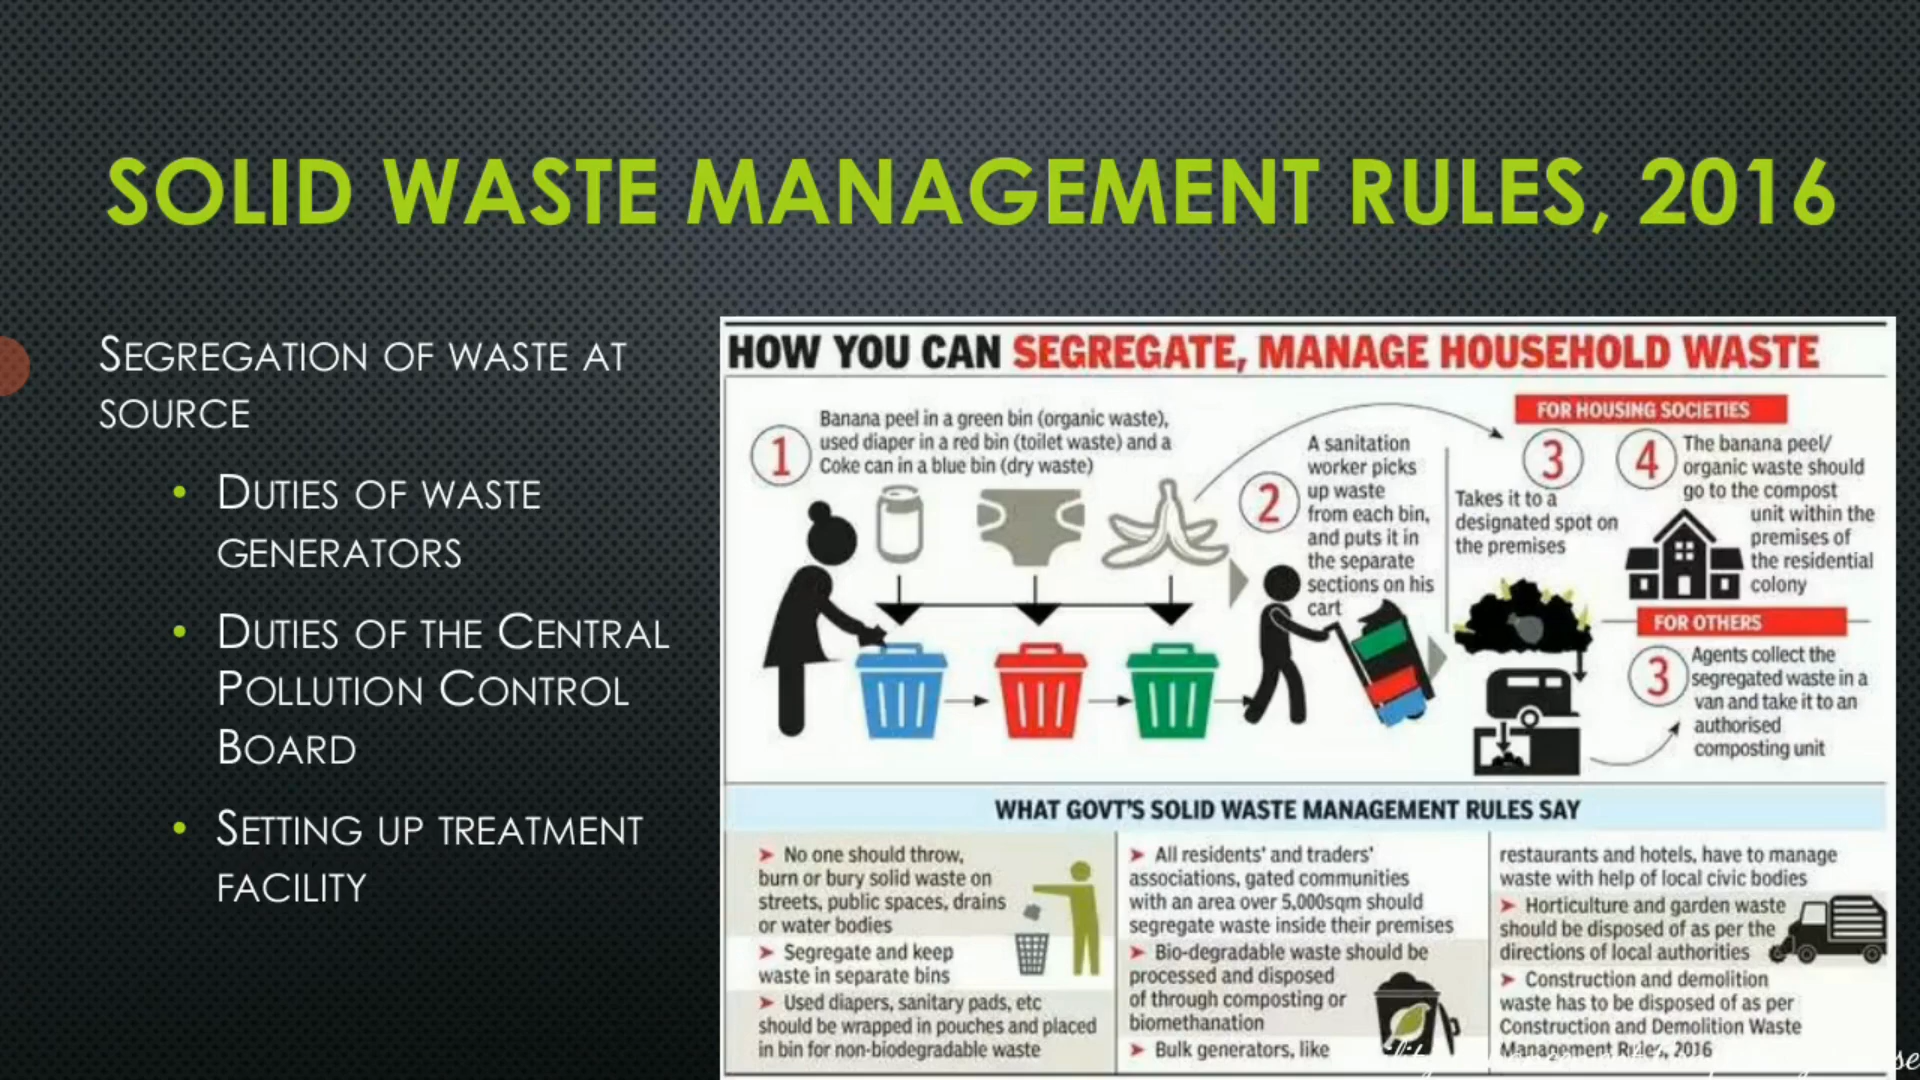 SOLID WASTE MANAGEMENT RULES, 2016
SEGREGATION OF WASTE AT
SOURCE
• DUTIES OF WASTE
GENERATORS
• DUTIES OF THE CENTRAL
POLLUTION CONTROL
BOARD
• SETTING UP TREATMENT
FACILITY
HOW YOU CAN SEGREGATE, MANAGE HOUSEHOLD WASTE
1
Banana peel in a green bin (organic waste),
used diaper in a red bin (toilet waste) and a
Coke can in a blue bin (dry waste)
2
A sanitation
worker picks
up waste
from each bin,
and puts it in
the separate
sections on his
cart
FOR HOUSING SOCIETIES
3
Takes it to a
designated spot on
the premises
4
The banana peel/
organic waste should
go to the compost
unit within the
premises of
the residential
colony
FOR OTHERS
3
Agents collect the
segregated waste in a
van and take it to an
authorised
composting unit
WHAT GOVT'S SOLID WASTE MANAGEMENT RULES SAY
➤ No one should throw,
burn or bury solid waste on
streets, public spaces, drains
or water bodies
➤ Segregate and keep
waste in separate bins
➤ Used diapers, sanitary pads, etc
should be wrapped in pouches and placed
in bin for non-biodegradable waste
➤ All residents' and traders'
associations, gated communities
with an area over 5,000sqm should
segregate waste inside their premises
➤ Bio-degradable waste should be
processed and disposed
of through composting or
biomethanation
➤ Bulk generators, like
restaurants and hotels, have to manage
waste with help of local civic bodies
➤ Horticulture and garden waste
should be disposed of as per the
directions of local authorities
➤ Construction and demolition
waste has to be disposed of as per
Construction and Demolition Waste
Management Rules, 2016